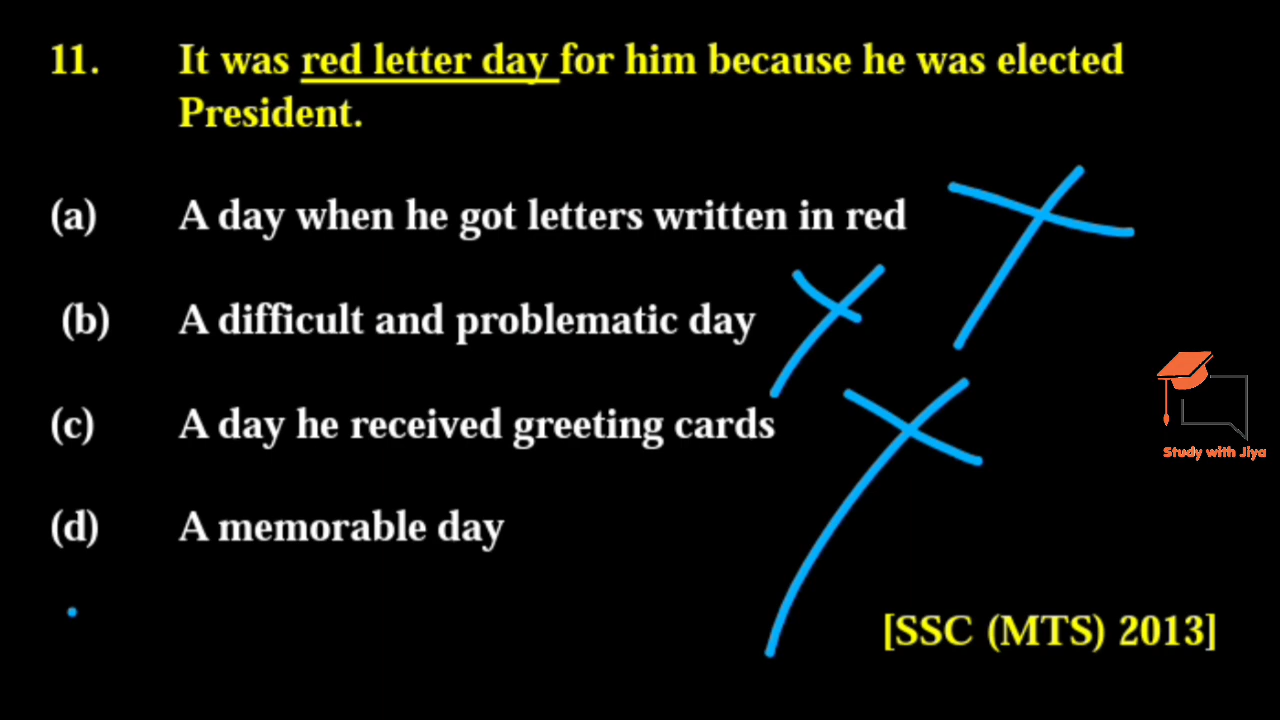 11. It was red letter day for him because he was elected
President.
(a) A day when he got letters written in red
(b) A difficult and problematic day
(c) A day he received greeting cards
(d) A memorable day
Study with Jiya
[SSC (MTS) 2013]